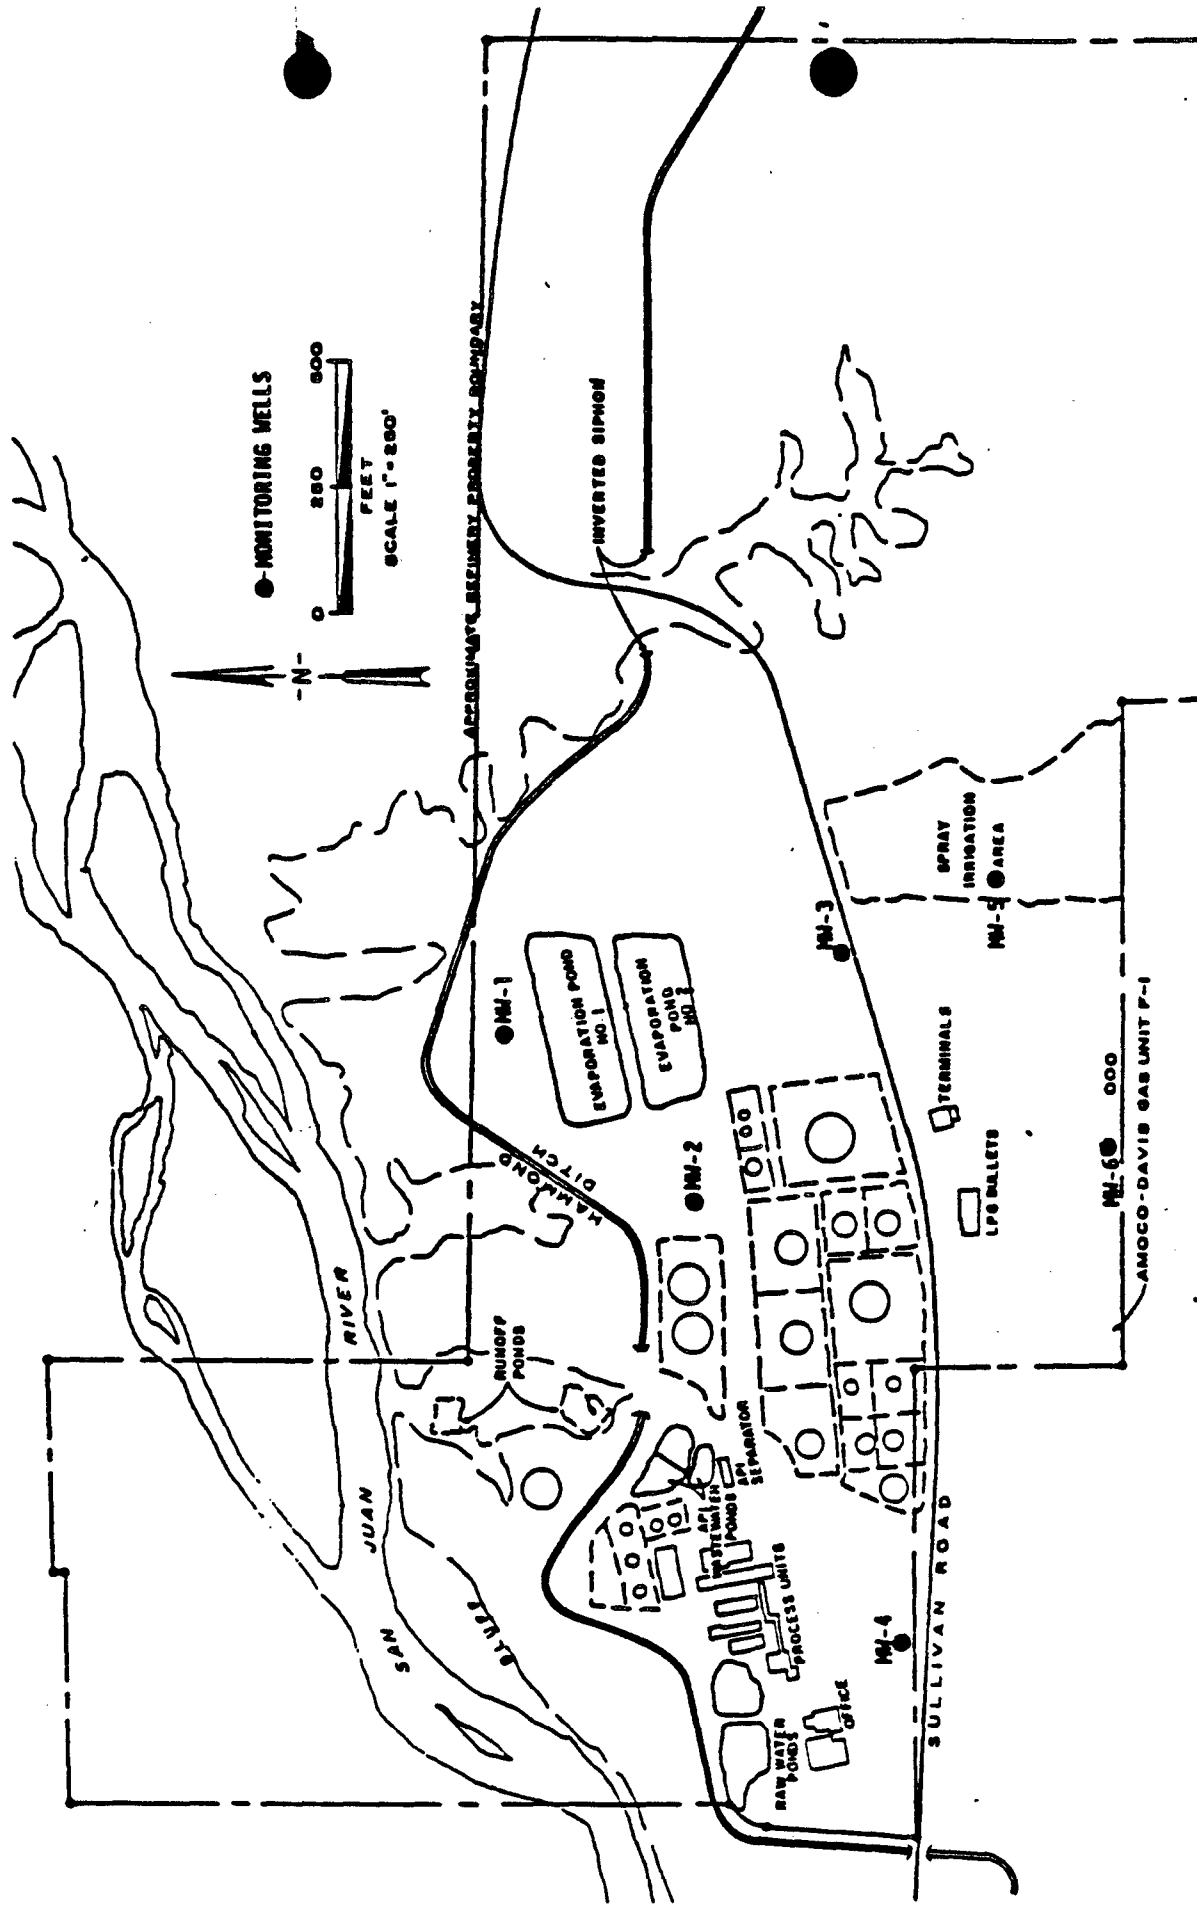 ●-MONITORING WELLS
0 250 500
FEET
SCALE 1"=250'
-N-
APPROXIMATE REFINERY PROPERTY BOUNDARY
INVERTED SIPHON
SAN JUAN RIVER
BLUFF
HAMMOND
DITCH
RUNOFF
PONDS
MW-1
EVAPORATION POND
NO. 1
EVAPORATION
POND
NO. 2
MW-2
MW-3
SPRAY
IRRIGATION
AREA
MW-5
API
WASTEWATER
PONDS
API
SEPARATOR
PROCESS UNITS
RAW WATER
PONDS
OFFICE
MW-4
SULLIVAN ROAD
TERMINALS
LPG BULLETS
MW-6
000
AMOCO-DAVIS GAS UNIT F-1